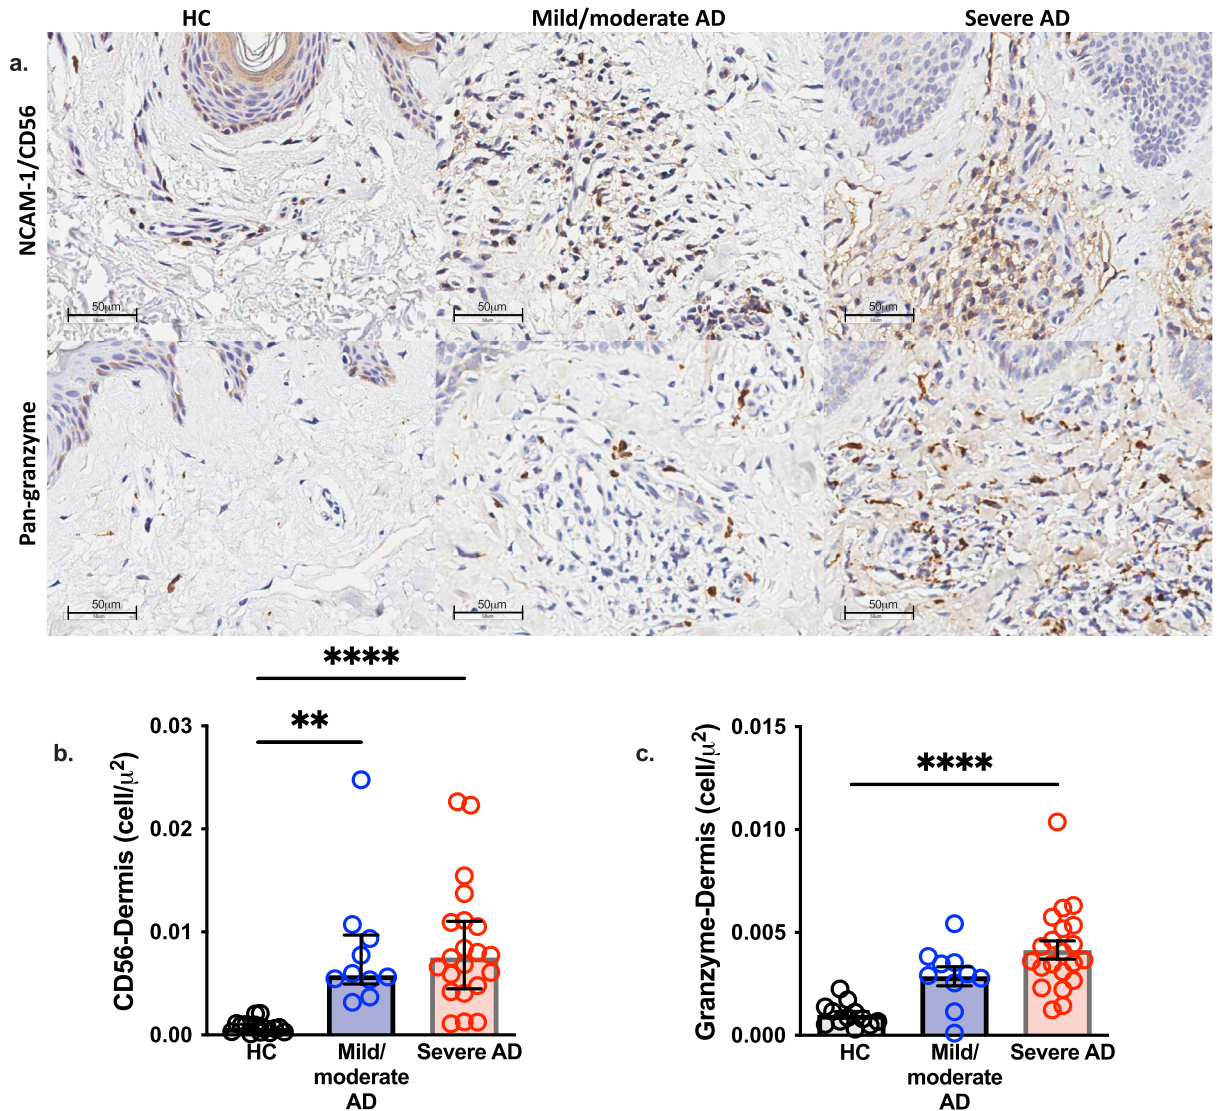 HC Mild/moderate AD Severe AD
a.
NCAM-1/CD56
50μm
50μm
50μm
Pan-granzyme
50μm
50μm
50μm
b.
****
**
CD56-Dermis (cell/μ²)
0.03
0.02
0.01
0.00
HC Mild/ Severe AD
moderate
AD
c.
****
Granzyme-Dermis (cell/μ²)
0.015
0.010
0.005
0.000
HC Mild/ Severe AD
moderate
AD